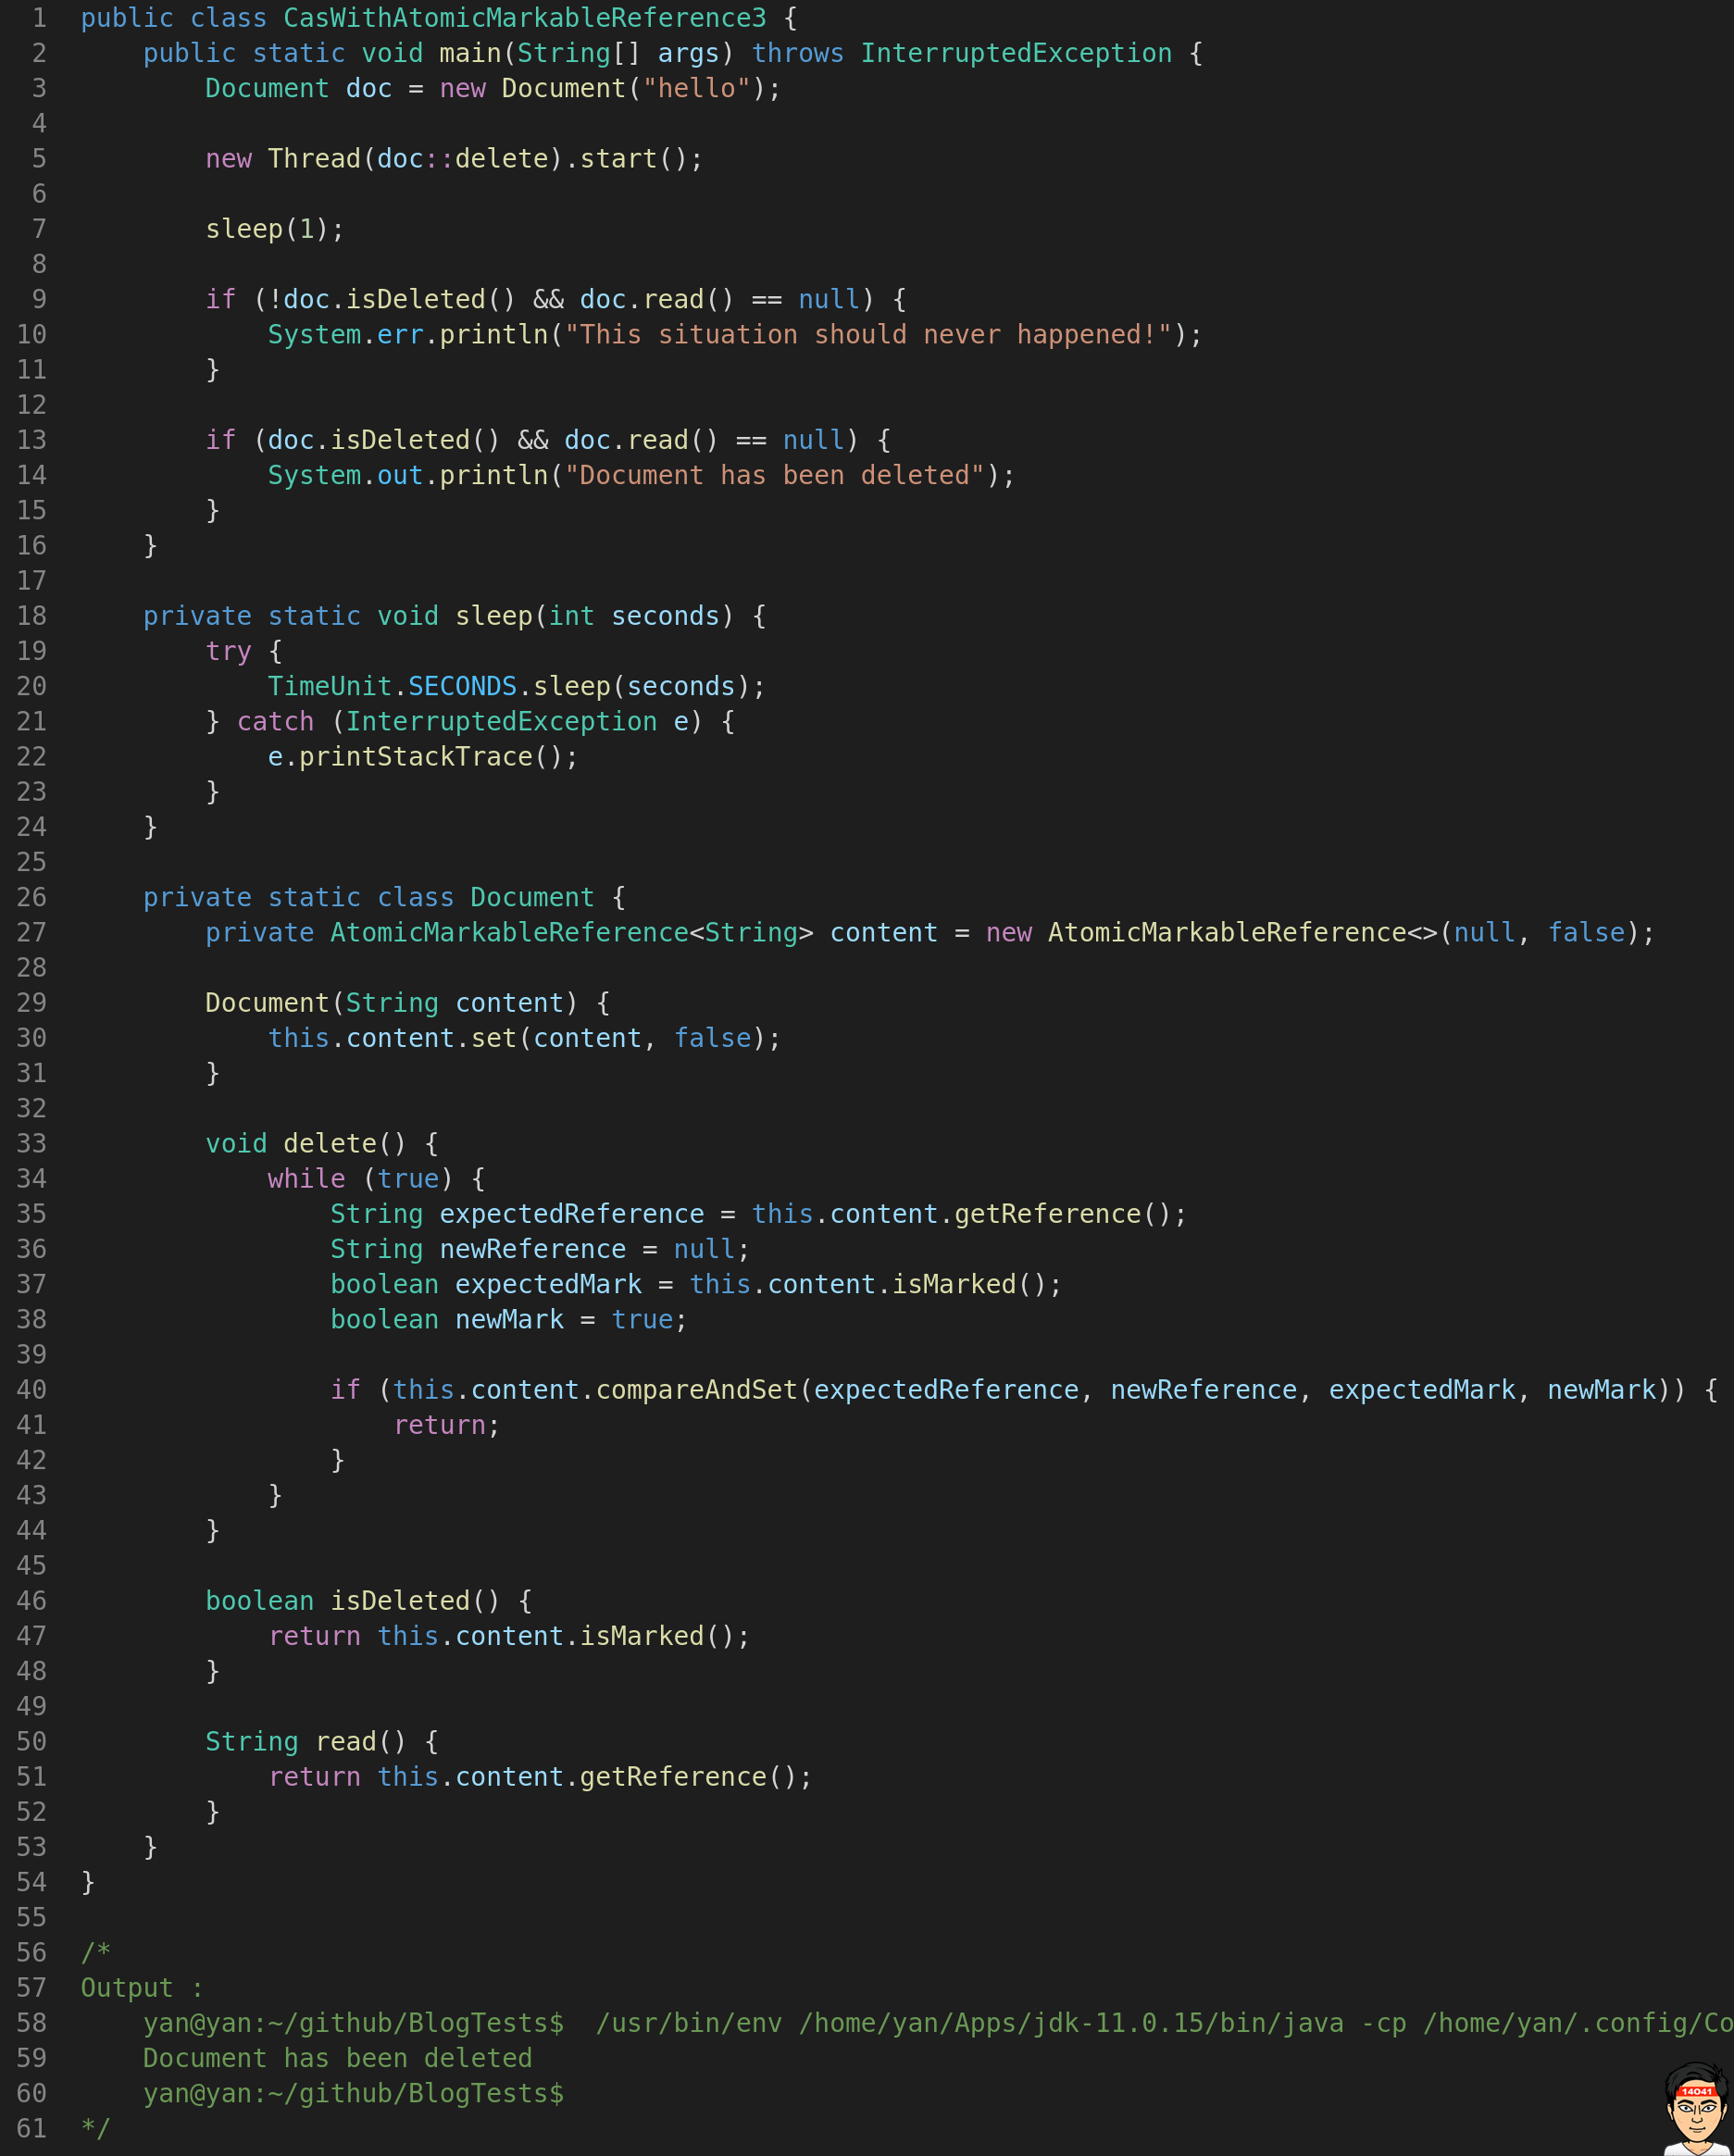 1 public class CasWithAtomicMarkableReference3 {
2     public static void main(String[] args) throws InterruptedException {
3         Document doc = new Document("hello");
4
5         new Thread(doc::delete).start();
6
7         sleep(1);
8
9         if (!doc.isDeleted() && doc.read() == null) {
10             System.err.println("This situation should never happened!");
11         }
12
13         if (doc.isDeleted() && doc.read() == null) {
14             System.out.println("Document has been deleted");
15         }
16     }
17
18     private static void sleep(int seconds) {
19         try {
20             TimeUnit.SECONDS.sleep(seconds);
21         } catch (InterruptedException e) {
22             e.printStackTrace();
23         }
24     }
25
26     private static class Document {
27         private AtomicMarkableReference<String> content = new AtomicMarkableReference<>(null, false);
28
29         Document(String content) {
30             this.content.set(content, false);
31         }
32
33         void delete() {
34             while (true) {
35                 String expectedReference = this.content.getReference();
36                 String newReference = null;
37                 boolean expectedMark = this.content.isMarked();
38                 boolean newMark = true;
39
40                 if (this.content.compareAndSet(expectedReference, newReference, expectedMark, newMark)) {
41                     return;
42                 }
43             }
44         }
45
46         boolean isDeleted() {
47             return this.content.isMarked();
48         }
49
50         String read() {
51             return this.content.getReference();
52         }
53     }
54 }
55
56 /*
57 Output :
58     yan@yan:~/github/BlogTests$  /usr/bin/env /home/yan/Apps/jdk-11.0.15/bin/java -cp /home/yan/.config/Co
59     Document has been deleted
60     yan@yan:~/github/BlogTests$
61 */
14041